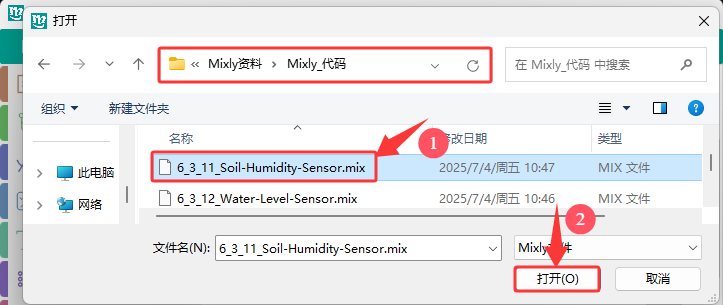 打开
Mixly资料 Mixly_代码
在 Mixly_代码 中搜索
组织 新建文件夹
名称 修改日期 类型
此电脑
网络
6_3_11_Soil-Humidity-Sensor.mix 2025/7/4/周五 10:47 MIX 文件
6_3_12_Water-Level-Sensor.mix 2025/7/4/周五 10:46 MIX 文件
1
2
文件名(N): 6_3_11_Soil-Humidity-Sensor.mix Mixly文件
打开(O) 取消